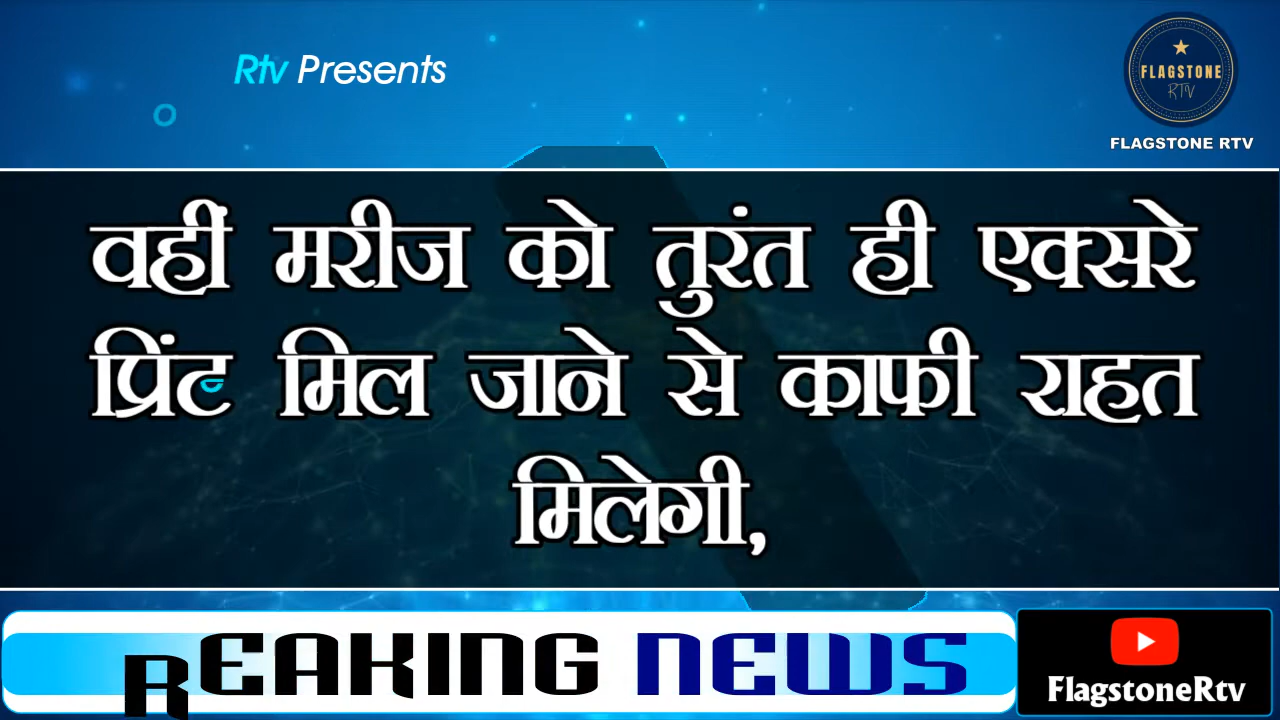 Rtv Presents
FLAGSTONE
RTV
FLAGSTONE RTV
वहीं मरीज को तुरंत ही एक्सरे
प्रिंट मिल जाने से काफी राहत
मिलेगी,
REAKING NEWS
FlagstoneRtv